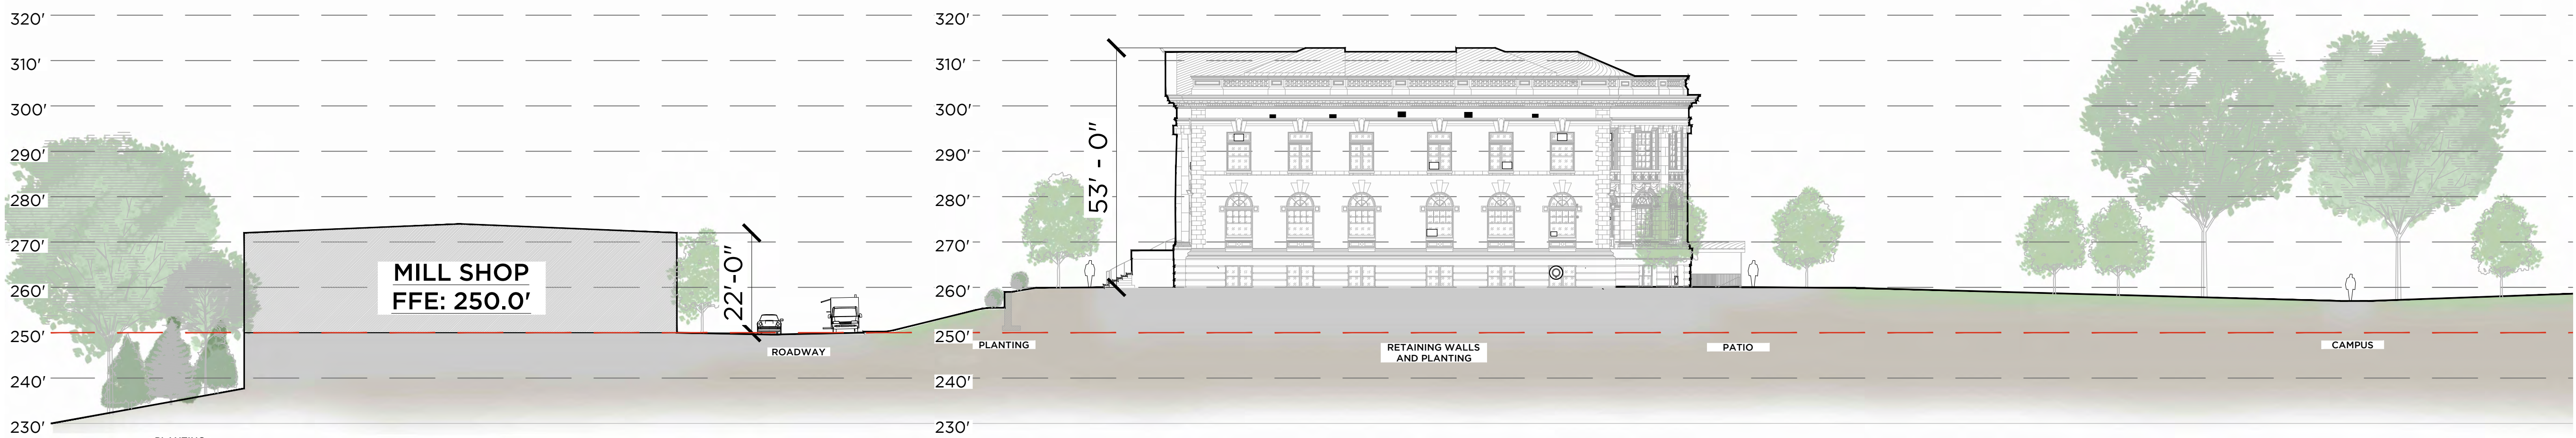 320'
310'
300'
290'
280'
270'
260'
250'
240'
230'
MILL SHOP
FFE: 250.0'
22'-0"
ROADWAY
320'
310'
300'
290'
280'
270'
260'
250'
240'
230'
53' - 0"
PLANTING
RETAINING WALLS
AND PLANTING
PATIO
CAMPUS